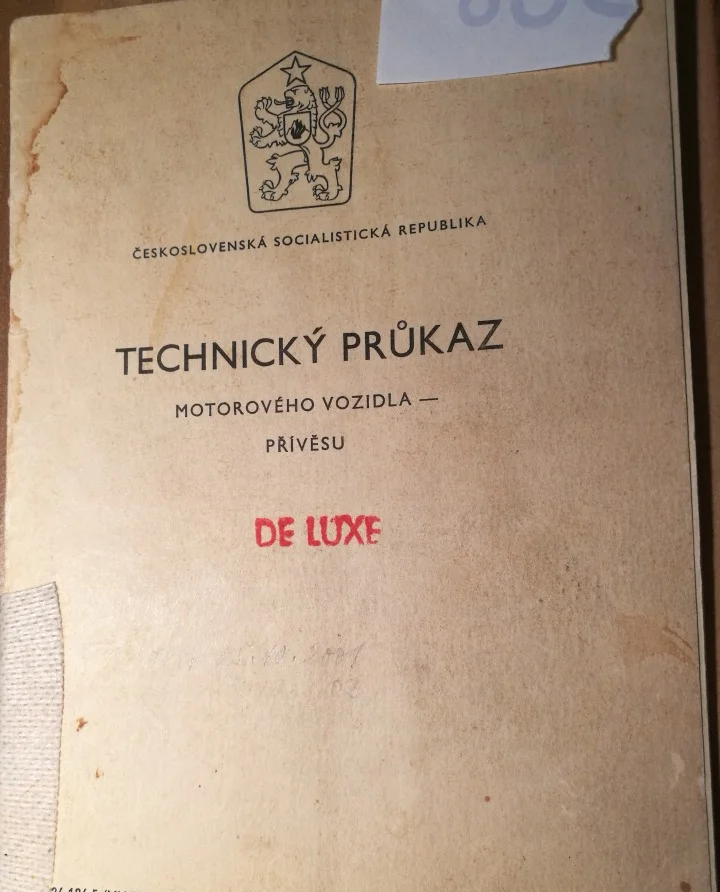 ČESKOSLOVENSKÁ SOCIALISTICKÁ REPUBLIKA
TECHNICKÝ PRŮKAZ
MOTOROVÉHO VOZIDLA —
PŘÍVĚSU
DE LUXE